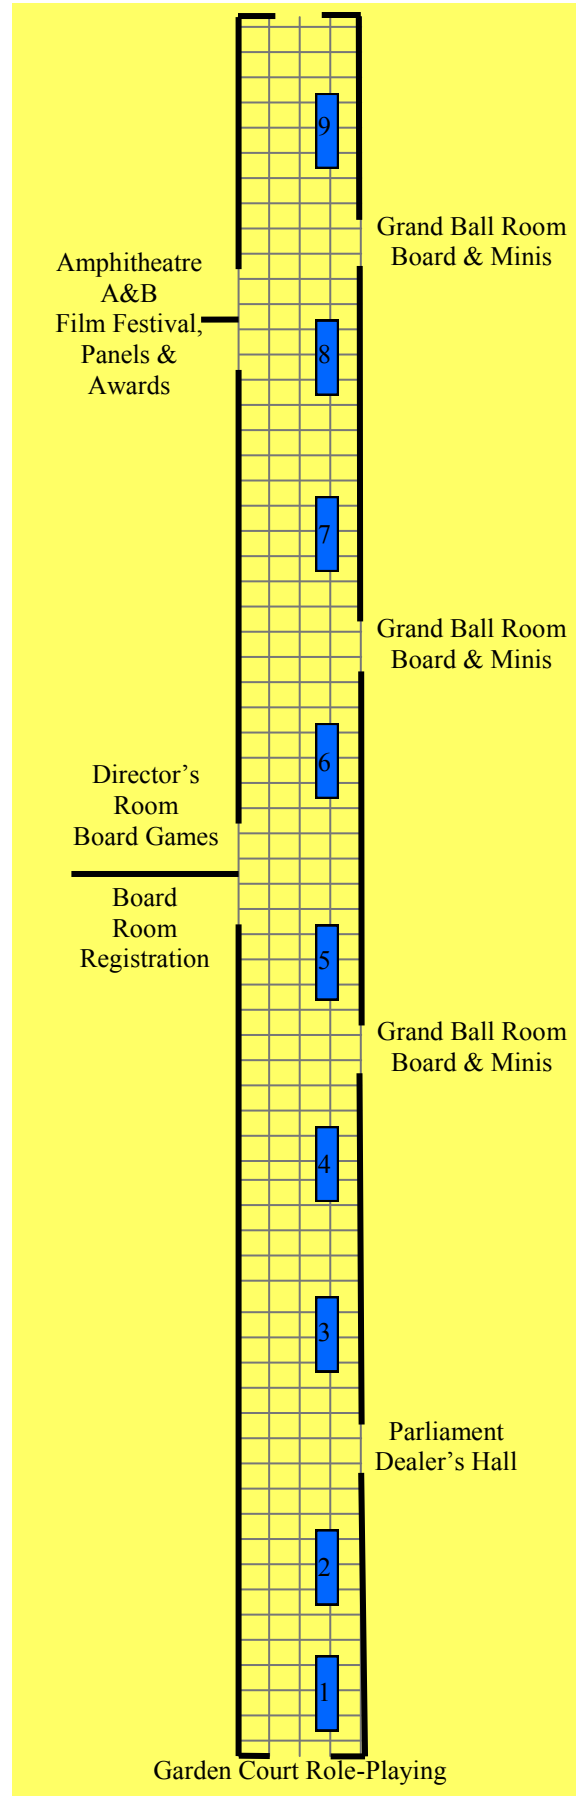 9
Grand Ball Room
Board & Minis
Amphitheatre
A&B
Film Festival,
Panels &
Awards
8
7
Grand Ball Room
Board & Minis
6
Director’s
Room
Board Games
Board
Room
Registration
5
Grand Ball Room
Board & Minis
4
3
Parliament
Dealer’s Hall
2
1
Garden Court Role-Playing